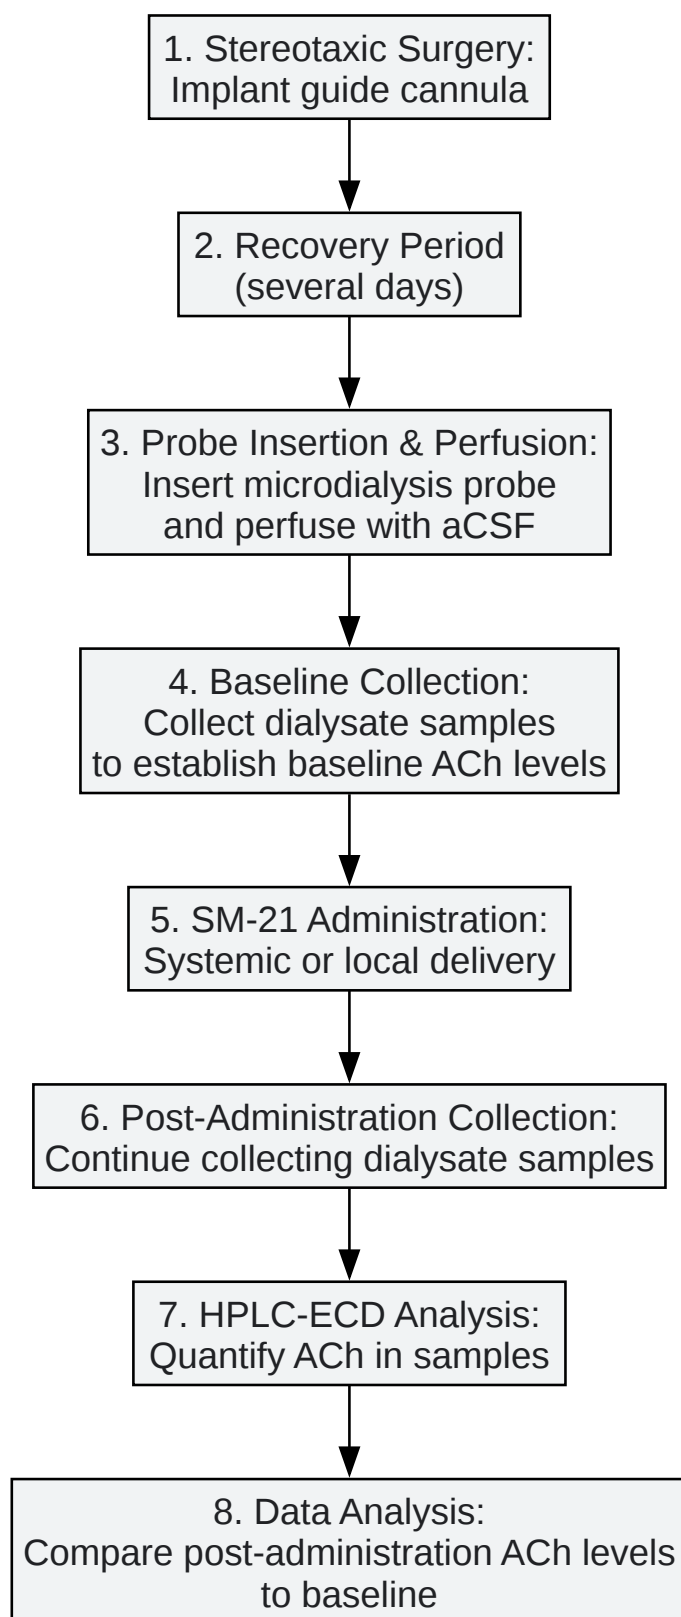 1. Stereotaxic Surgery:
Implant guide cannula
2. Recovery Period
(several days)
3. Probe Insertion & Perfusion:
Insert microdialysis probe
and perfuse with aCSF
4. Baseline Collection:
Collect dialysate samples
to establish baseline ACh levels
5. SM-21 Administration:
Systemic or local delivery
6. Post-Administration Collection:
Continue collecting dialysate samples
7. HPLC-ECD Analysis:
Quantify ACh in samples
8. Data Analysis:
Compare post-administration ACh levels
to baseline